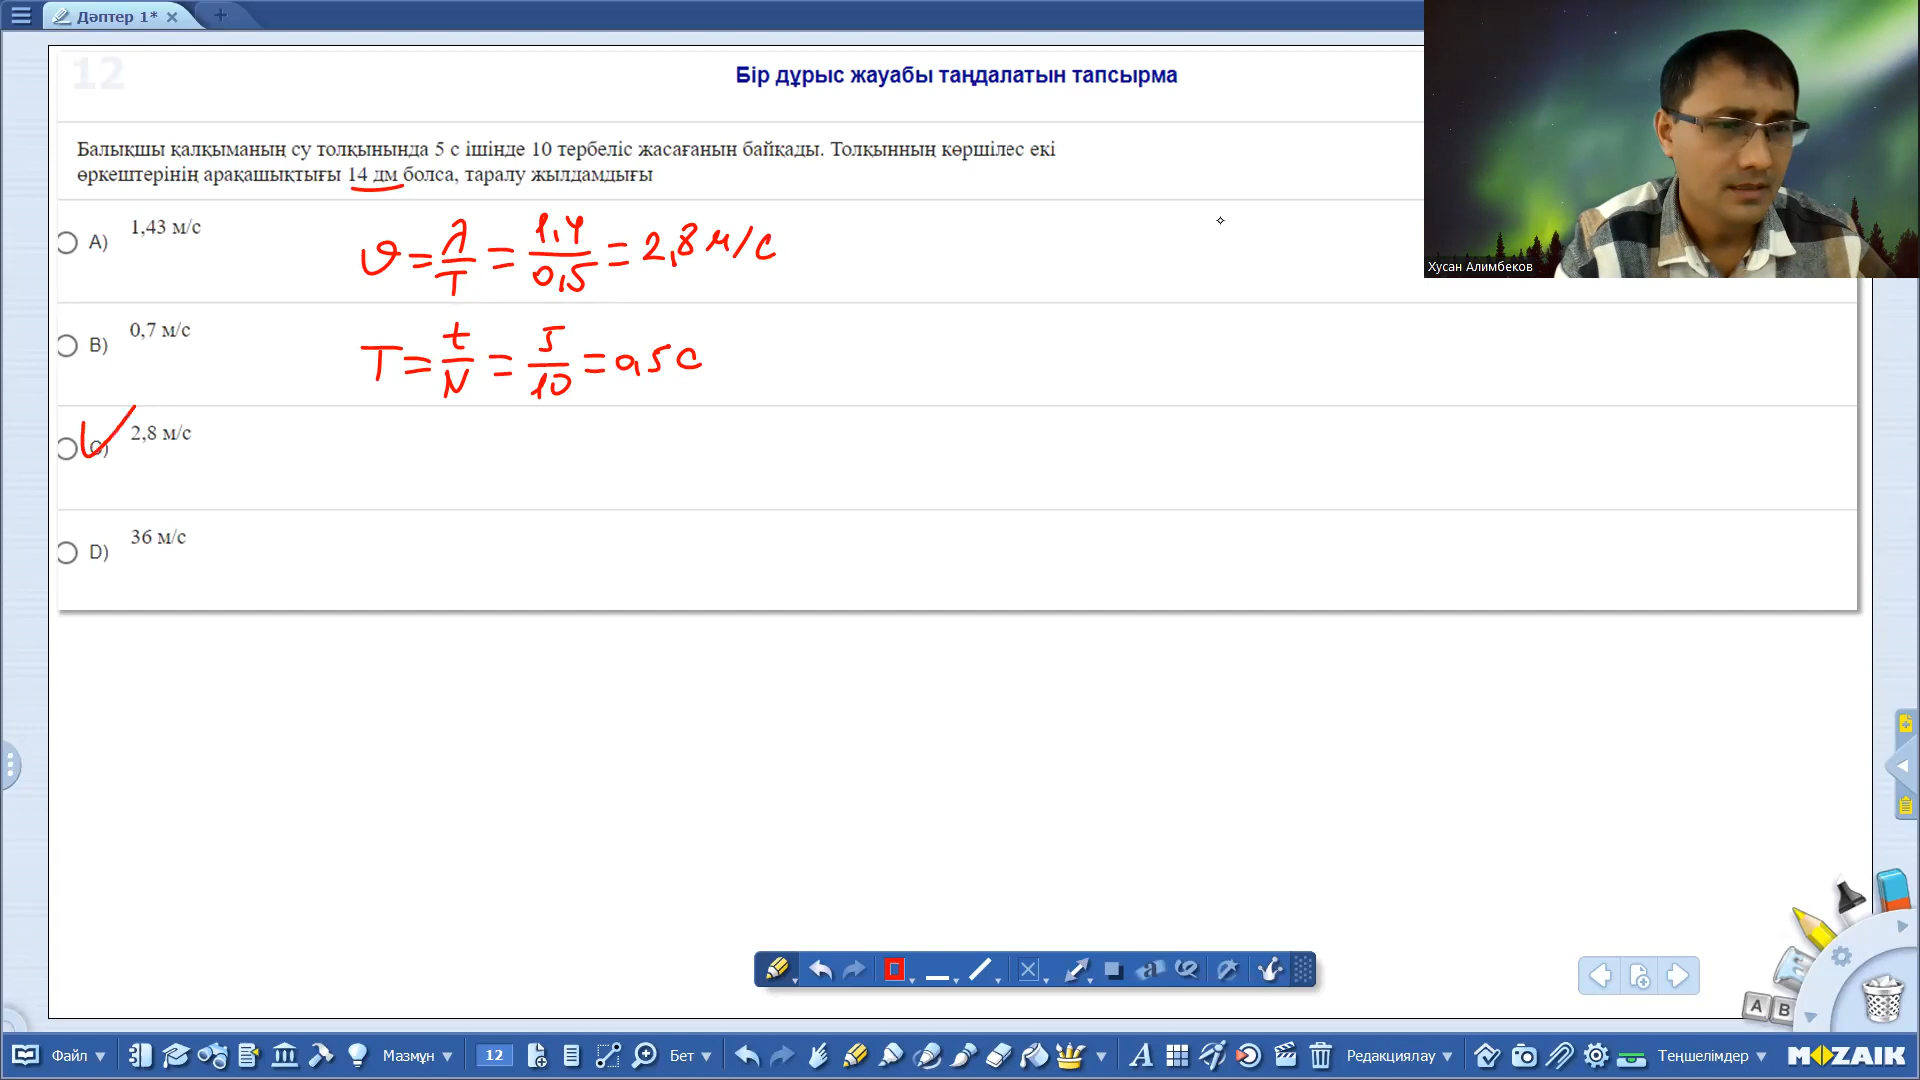 Дәптер 1*
12
Бір дұрыс жауабы таңдалатын тапсырма
Балықшы қалқыманың су толқынында 5 с ішінде 10 тербеліс жасағанын байқады. Толқынның көршілес екі
өркештерінің арақашықтығы 14 дм болса, таралу жылдамдығы
A) 1,43 м/с
B) 0,7 м/с
C) 2,8 м/с
D) 36 м/с
υ = λ/T = 1,4/0,5 = 2,8 м/с
T = t/N = 5/10 = 0,5 с
Хусан Алимбеков
A B
Файл Мазмұн 12 Бет Редакциялау Теңшелімдер MOZAIK